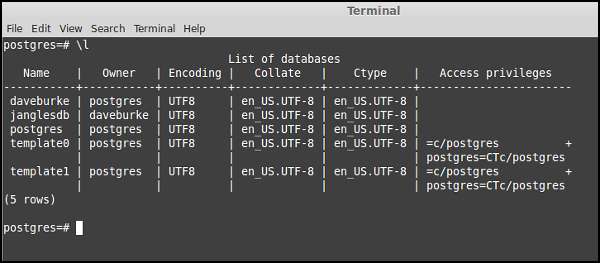 Terminal
File Edit View Search Terminal Help
postgres=# \l
                                  List of databases
   Name    |   Owner   | Encoding |   Collate   |    Ctype    |   Access privileges
-----------+-----------+----------+-------------+-------------+-----------------------
 daveburke | postgres  | UTF8     | en_US.UTF-8 | en_US.UTF-8 |
 janglesdb | daveburke | UTF8     | en_US.UTF-8 | en_US.UTF-8 |
 postgres  | postgres  | UTF8     | en_US.UTF-8 | en_US.UTF-8 |
 template0 | postgres  | UTF8     | en_US.UTF-8 | en_US.UTF-8 | =c/postgres          +
           |           |          |             |             | postgres=CTc/postgres
 template1 | postgres  | UTF8     | en_US.UTF-8 | en_US.UTF-8 | =c/postgres          +
           |           |          |             |             | postgres=CTc/postgres
(5 rows)
postgres=#